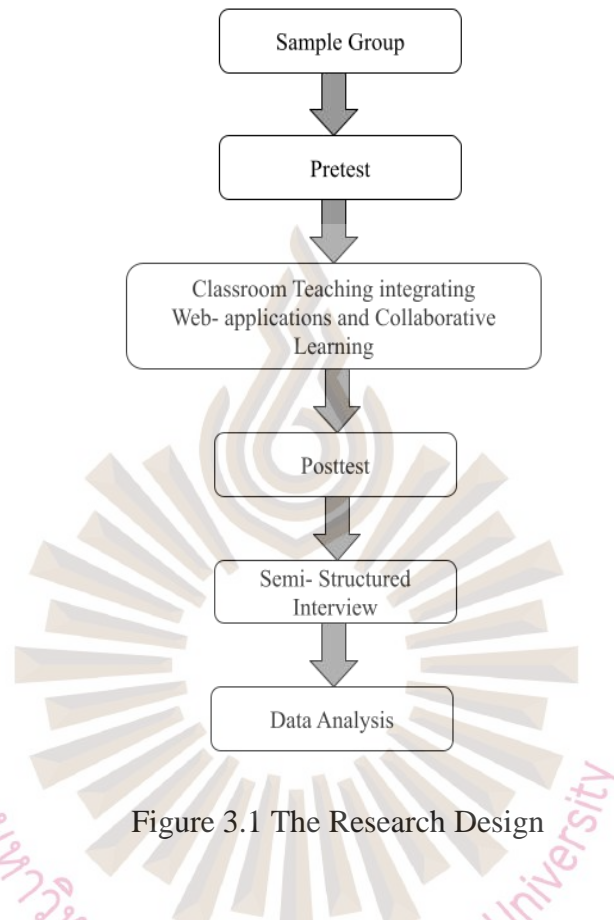 Sample Group
Pretest
Classroom Teaching integrating
Web- applications and Collaborative
Learning
Posttest
Semi- Structured
Interview
Data Analysis
Figure 3.1 The Research Design